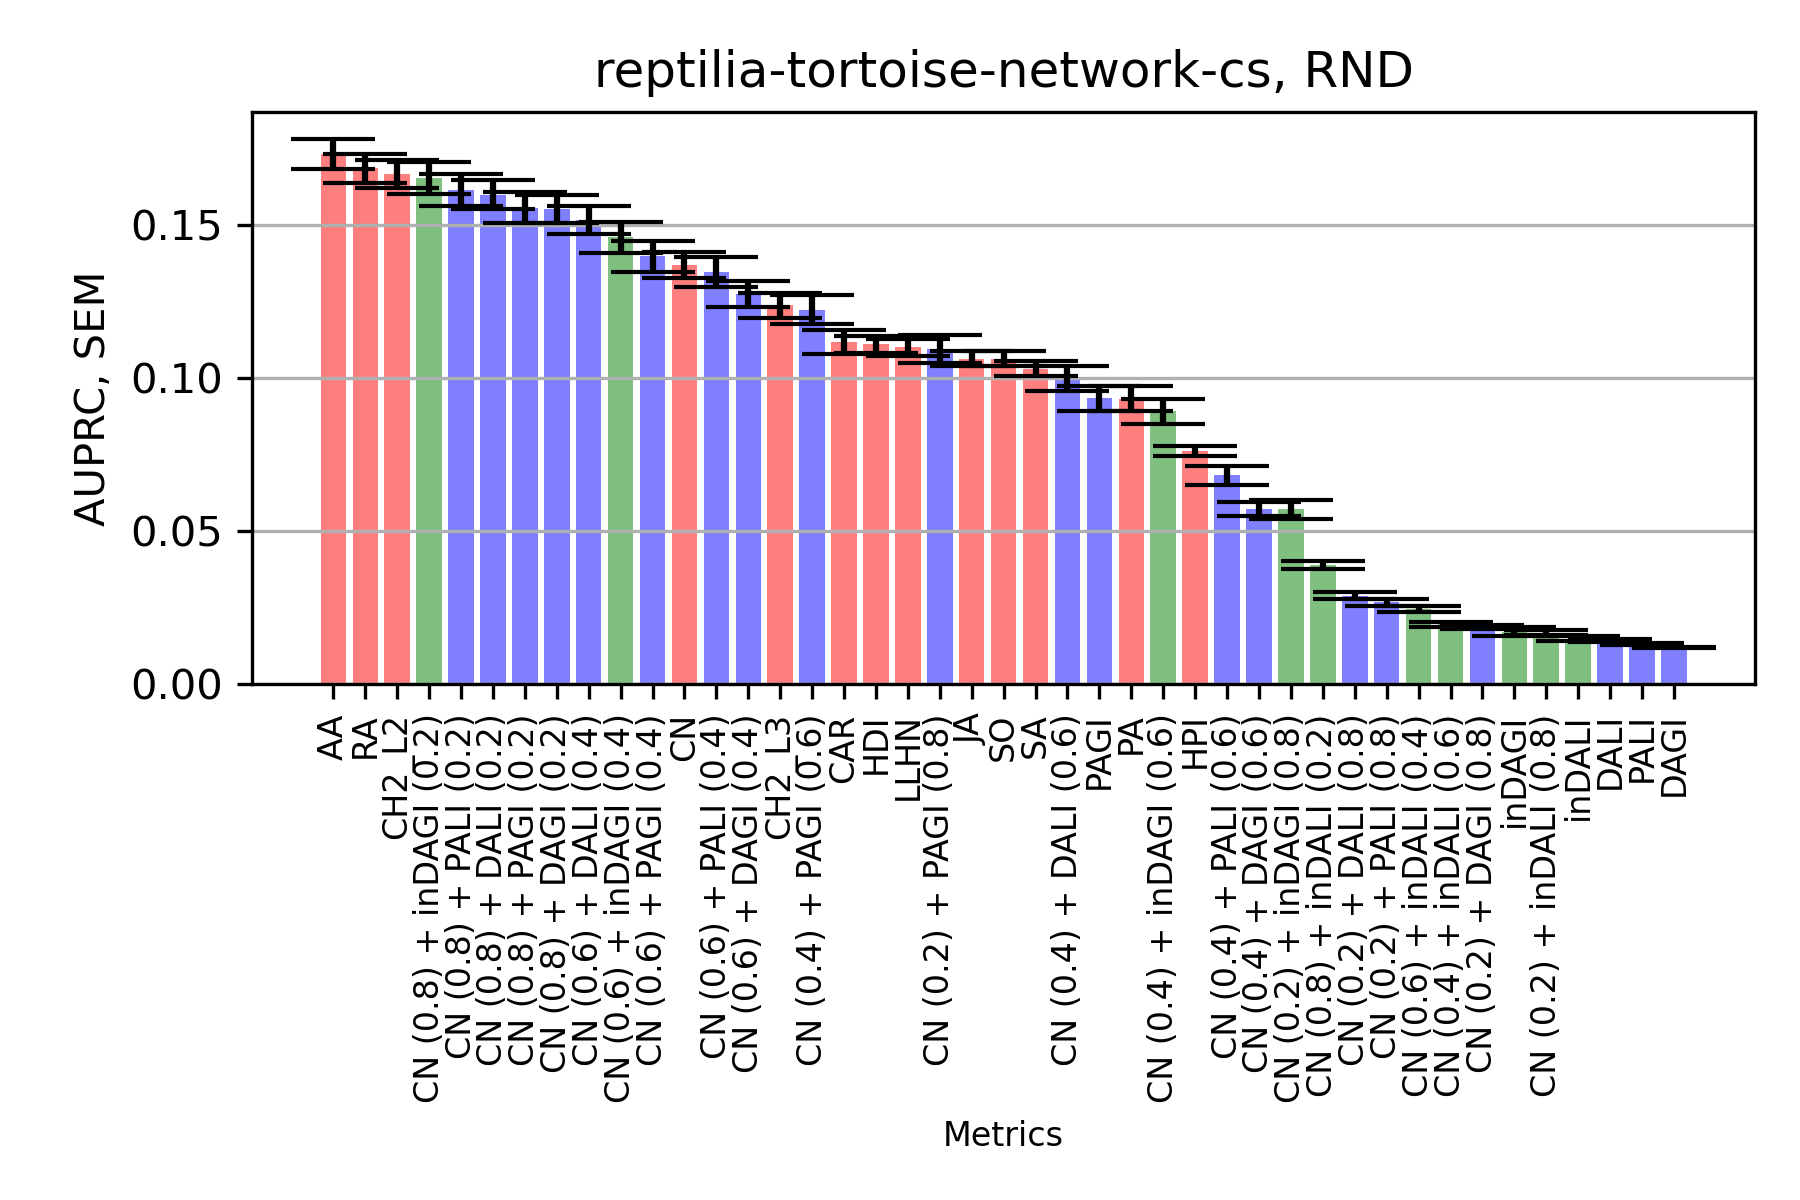 reptilia-tortoise-network-cs, RND
AUPRC, SEM
0.15
0.10
0.05
0.00
AA
RA
CH2_L2
CN (0.8) + inDAGI (0.2)
CN (0.8) + PALI (0.2)
CN (0.8) + DALI (0.2)
CN (0.8) + PAGI (0.2)
CN (0.8) + DAGI (0.2)
CN (0.6) + DALI (0.4)
CN (0.6) + inDAGI (0.4)
CN (0.6) + PAGI (0.4)
CN
CN (0.6) + PALI (0.4)
CN (0.6) + DAGI (0.4)
CH2_L3
CN (0.4) + PAGI (0.6)
CAR
HDI
LLHN
CN (0.2) + PAGI (0.8)
JA
SO
SA
CN (0.4) + DALI (0.6)
PAGI
PA
CN (0.4) + inDAGI (0.6)
HPI
CN (0.4) + PALI (0.6)
CN (0.4) + DAGI (0.6)
CN (0.2) + inDAGI (0.8)
CN (0.8) + inDALI (0.2)
CN (0.2) + DALI (0.8)
CN (0.2) + PALI (0.8)
CN (0.6) + inDALI (0.4)
CN (0.4) + inDALI (0.6)
CN (0.2) + DAGI (0.8)
inDAGI
CN (0.2) + inDALI (0.8)
inDALI
DALI
PALI
DAGI
Metrics